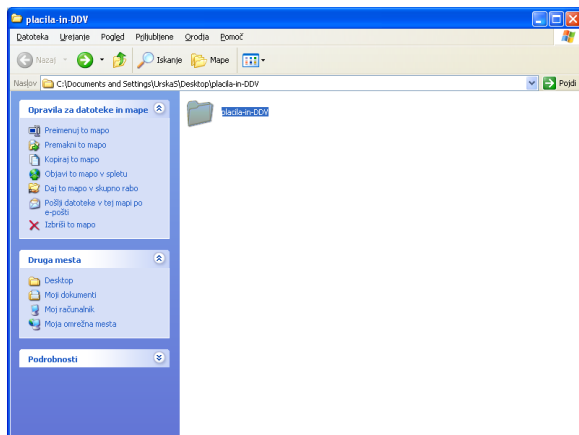 placila-in-DDV
Datoteka Urejanje Pogled Priljubljene Orodja Pomoč
Nazaj Iskanje Mape
Naslov C:\Documents and Settings\Urska5\Desktop\placila-in-DDV Pojdi
Opravila za datoteke in mape
placila-in-DDV
Preimenuj to mapo
Premakni to mapo
Kopiraj to mapo
Objavi to mapo v spletu
Daj to mapo v skupno rabo
Pošlji datoteke v tej mapi po
e-pošti
Izbriši to mapo
Druga mesta
Desktop
Moji dokumenti
Moj računalnik
Moja omrežna mesta
Podrobnosti